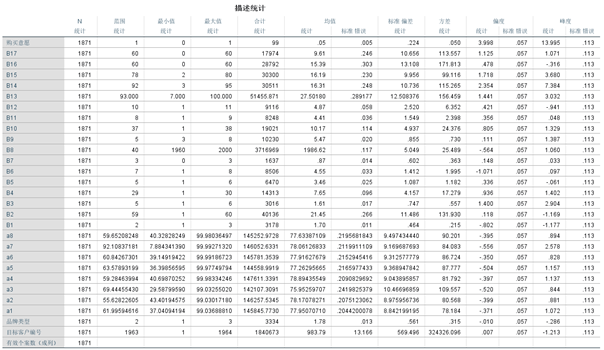 描述统计
N 范围 最小值 最大值 合计 均值 标准 偏差 方差 偏度 峰度
统计 统计 统计 统计 统计 统计 标准 错误 统计 统计 统计 标准 错误 统计 标准 错误
购买意愿 1871 1 0 1 99 .05 .005 .224 .050 3.998 .057 13.995 .113
B17 1871 60 0 60 17974 9.61 .246 10.656 113.557 1.125 .057 1.071 .113
B16 1871 60 0 60 28792 15.39 .303 13.108 171.813 .478 .057 -.316 .113
B15 1871 78 2 80 30300 16.19 .230 9.956 99.116 1.718 .057 3.680 .113
B14 1871 92 3 95 30511 16.31 .248 10.736 115.265 2.354 .057 7.384 .113
B13 1871 93.000 7.000 100.000 51455.871 27.50180 .289177 12.508376 156.459 1.441 .057 3.032 .113
B12 1871 10 1 11 9116 4.87 .058 2.520 6.352 .421 .057 -.941 .113
B11 1871 8 1 9 8248 4.41 .036 1.549 2.398 .356 .057 .048 .113
B10 1871 37 1 38 19021 10.17 .114 4.937 24.376 .805 .057 1.329 .113
B9 1871 5 3 8 10230 5.47 .020 .855 .730 .111 .057 1.387 .113
B8 1871 40 1960 2000 3716969 1986.62 .117 5.049 25.489 -.564 .057 1.060 .113
B7 1871 3 0 3 1637 .87 .014 .602 .363 .148 .057 .033 .113
B6 1871 7 1 8 8506 4.55 .033 1.412 1.995 -1.071 .057 .097 .113
B5 1871 5 1 6 6470 3.46 .025 1.087 1.182 .336 .057 -.061 .113
B4 1871 29 1 30 14313 7.65 .096 4.157 17.279 .936 .057 1.402 .113
B3 1871 5 1 6 3016 1.61 .017 .747 .557 1.400 .057 2.904 .113
B2 1871 59 1 60 40136 21.45 .266 11.486 131.930 .118 .057 -1.169 .113
B1 1871 2 1 3 3178 1.70 .011 .464 .215 -.802 .057 -1.177 .113
a8 1871 59.65208248 40.32828249 99.98036497 145252.9728 77.63387109 .2195681843 9.497434440 90.201 -.395 .057 .894 .113
a7 1871 92.10837181 7.884341390 99.99271320 146052.6331 78.06126833 .2119911109 9.169687693 84.083 -.556 .057 2.578 .113
a6 1871 60.84267301 39.14919422 99.99186723 145781.3539 77.91627679 .2152945416 9.312577779 86.724 -.350 .057 .828 .113
a5 1871 63.57893199 36.39856595 99.97749794 144558.9919 77.26295665 .2165977433 9.368947842 87.777 -.504 .057 1.157 .113
a4 1871 59.28463994 40.69870252 99.98334246 147611.3391 78.89435549 .2090829692 9.043895857 81.792 -.397 .057 1.137 .113
a3 1871 69.44455430 29.58799590 99.03255020 142107.3091 75.95259707 .2419825379 10.46696859 109.557 -.520 .057 .844 .113
a2 1871 55.62822605 43.40194575 99.03017180 146257.5345 78.17078271 .2075123062 8.975956736 80.568 -.399 .057 .881 .113
a1 1871 61.99594616 37.04094194 99.03688810 145845.7730 77.95070710 .2044200078 8.842199195 78.184 -.371 .057 1.072 .113
品牌类型 1871 2 1 3 3334 1.78 .013 .561 .315 -.010 .057 -.286 .113
目标客户编号 1871 1963 1 1964 1840673 983.79 13.166 569.496 324326.096 .007 .057 -1.213 .113
有效个案数 (成列) 1871